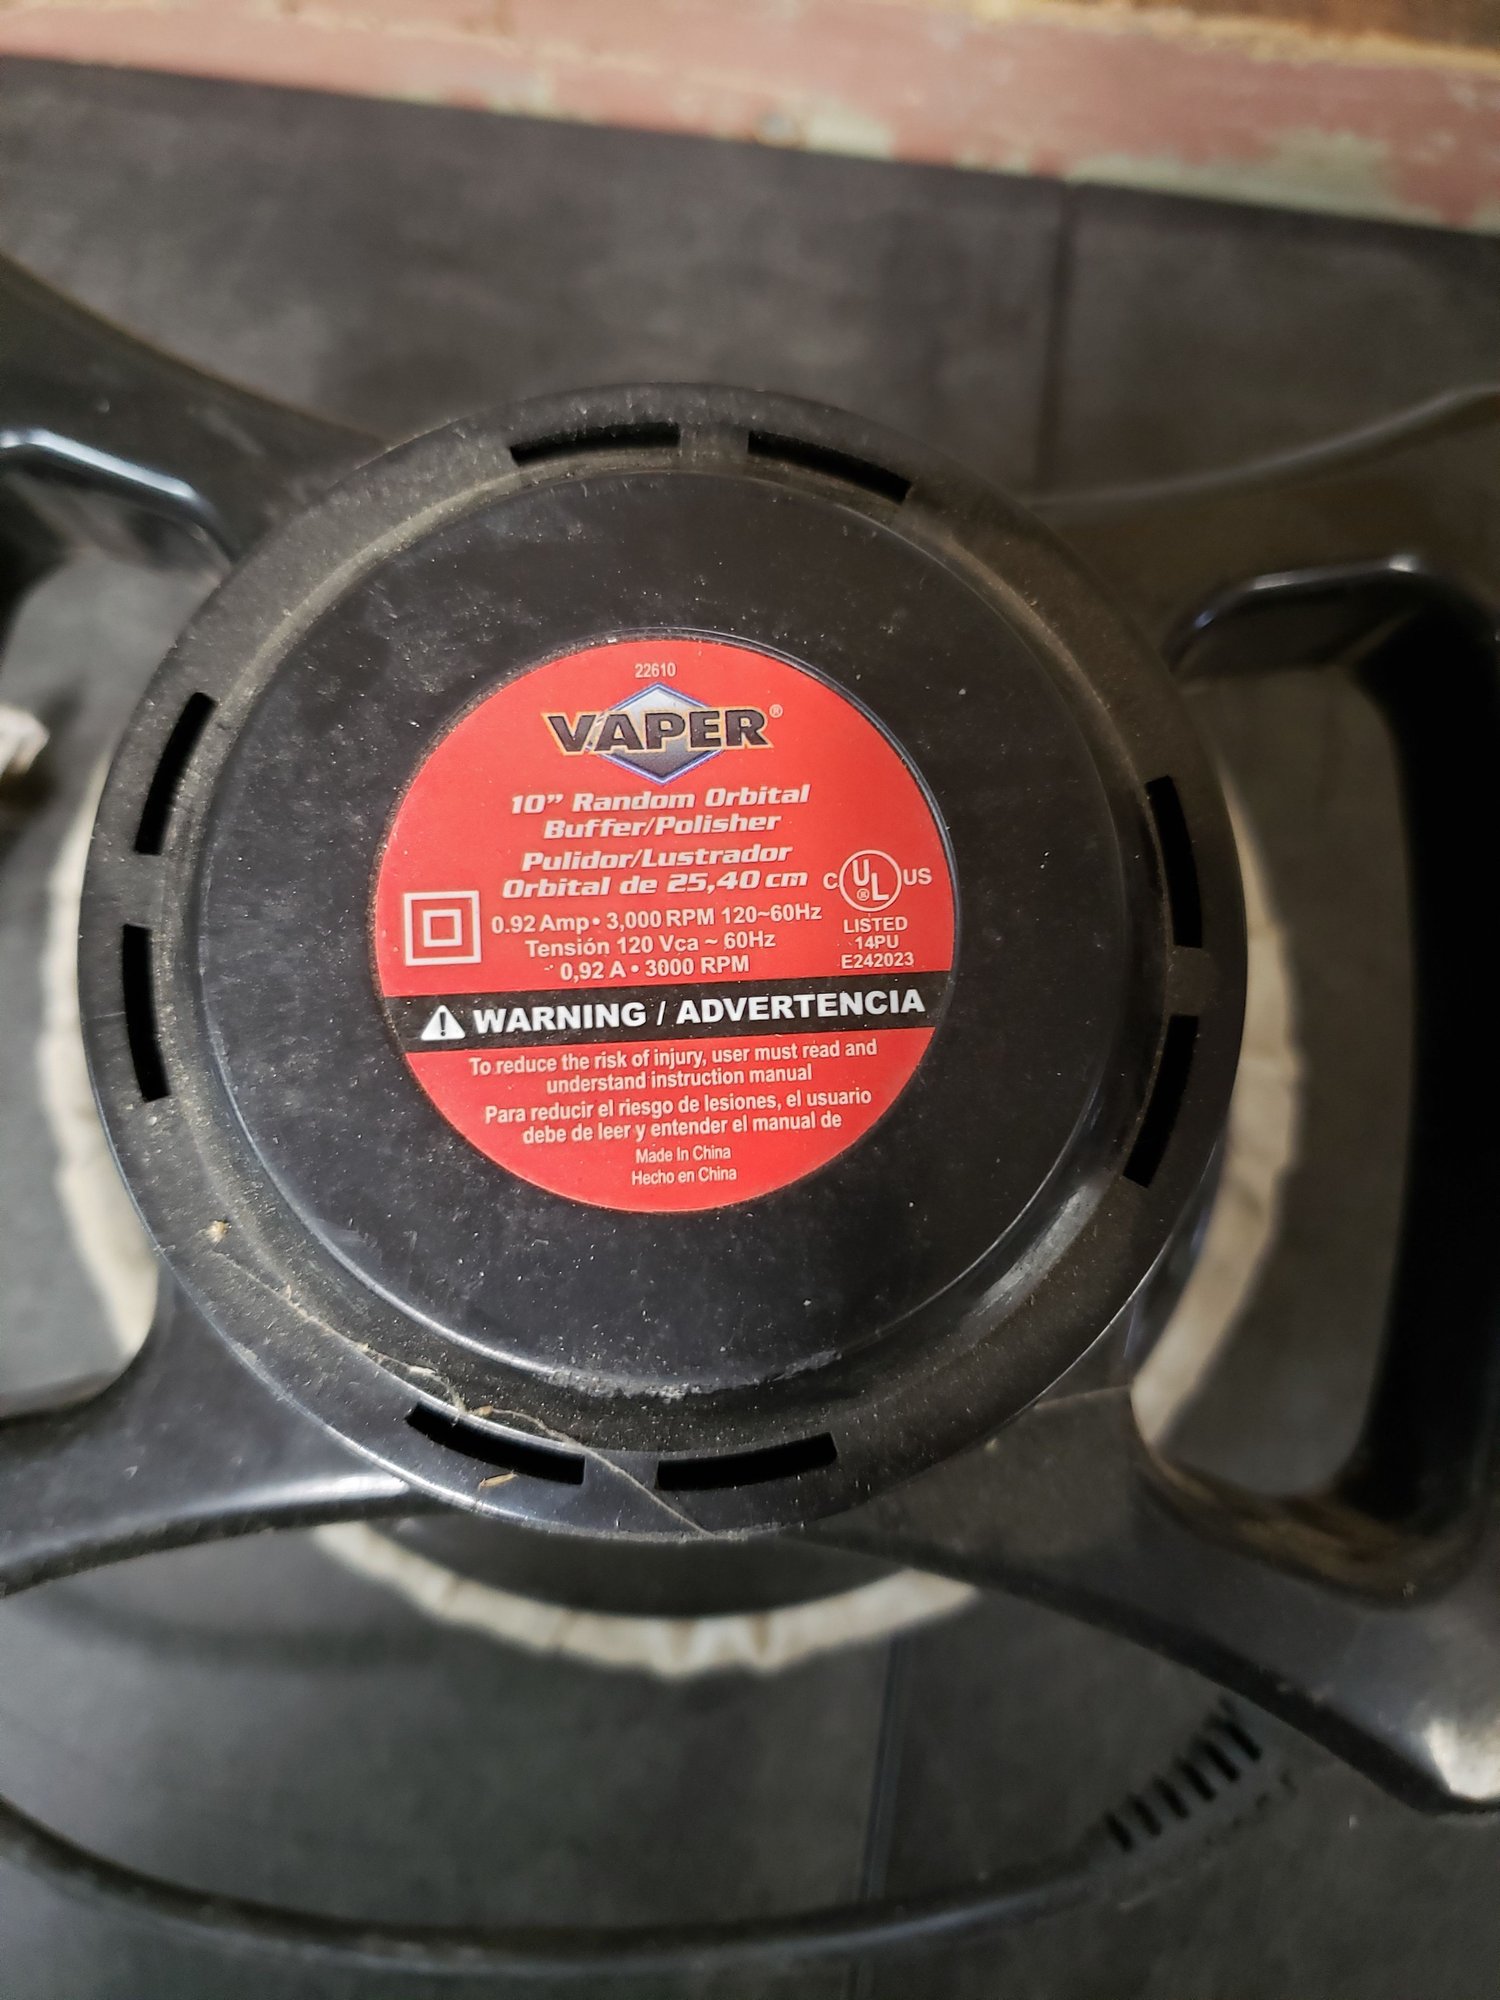 22610
VAPER®
10” Random Orbital
Buffer/Polisher
Pulidor/Lustrador
Orbital de 25,40 cm
0.92 Amp • 3,000 RPM 120~60Hz
Tensión 120 Vca ~ 60Hz
0,92 A • 3000 RPM
C UL ® US
LISTED
14PU
E242023
WARNING / ADVERTENCIA
To reduce the risk of injury, user must read and
understand instruction manual
Para reducir el riesgo de lesiones, el usuario
debe de leer y entender el manual de
Made In China
Hecho en China